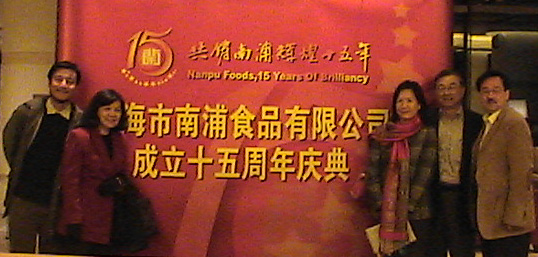 15
共创南浦辉煌十五年
Nanpu Foods,15 Years Of Brilliancy
海市南浦食品有限公司
成立十五周年庆典